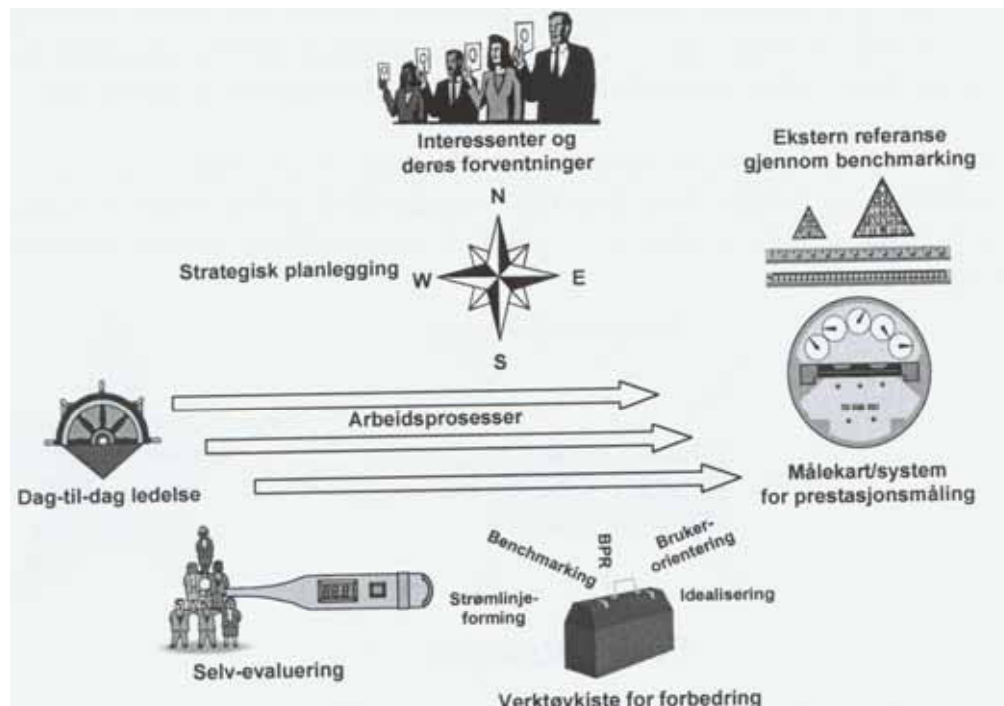 Interessenter og
deres forventninger
Ekstern referanse
gjennom benchmarking
N
Strategisk planlegging
W
E
S
Arbeidsprosesser
Dag-til-dag ledelse
Målekart/system
for prestasjonsmåling
Benchmarking
BPR
Bruker-
orientering
Strømlinje-
forming
Idealisering
Selv-evaluering
Verktøykiste for forbedring